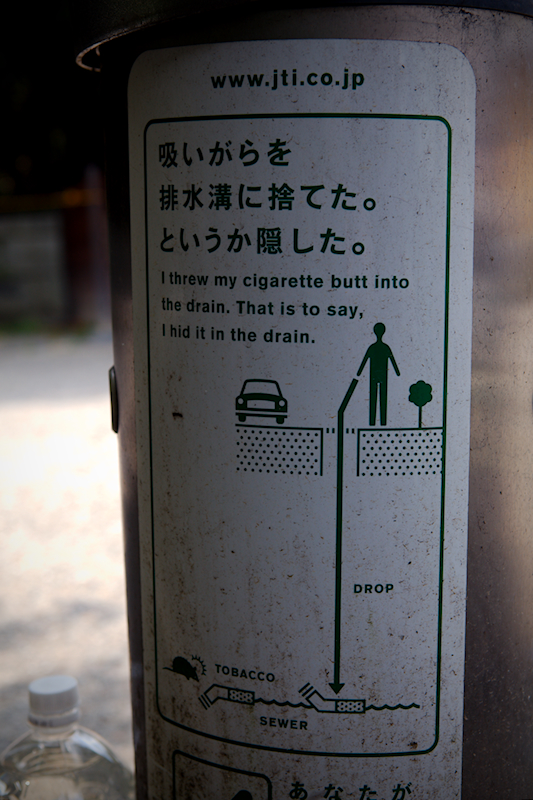 www.jti.co.jp
吸いがらを
排水溝に捨てた。
というか隠した。
I threw my cigarette butt into
the drain. That is to say,
I hid it in the drain.
DROP
TOBACCO
SEWER
あなたが